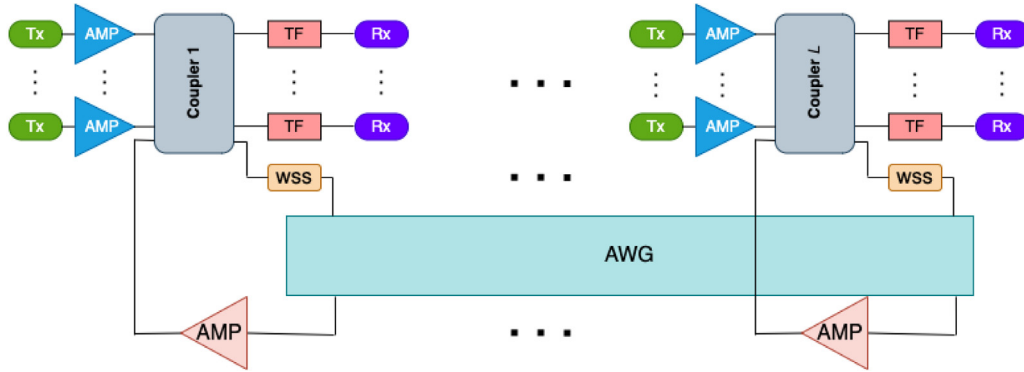 Tx AMP TF Rx Tx AMP TF Rx
Coupler 1 Coupler L
Tx AMP TF Rx Tx AMP TF Rx
WSS WSS
AWG
AMP AMP